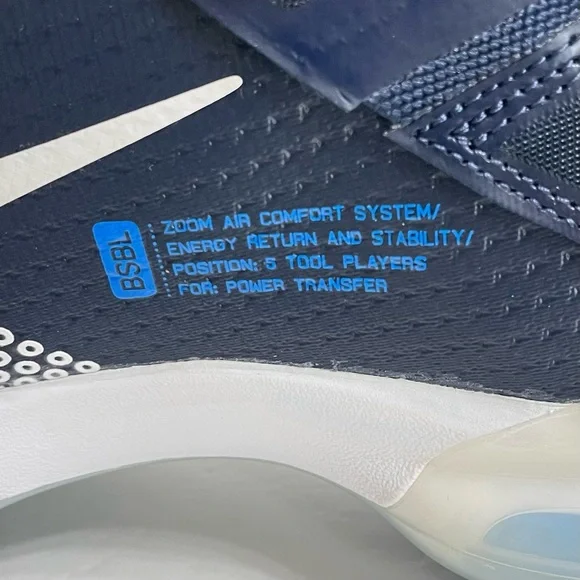 BSBL
ZOOM AIR COMFORT SYSTEM/
ENERGY RETURN AND STABILITY/
POSITION: 5 TOOL PLAYERS
FOR: POWER TRANSFER